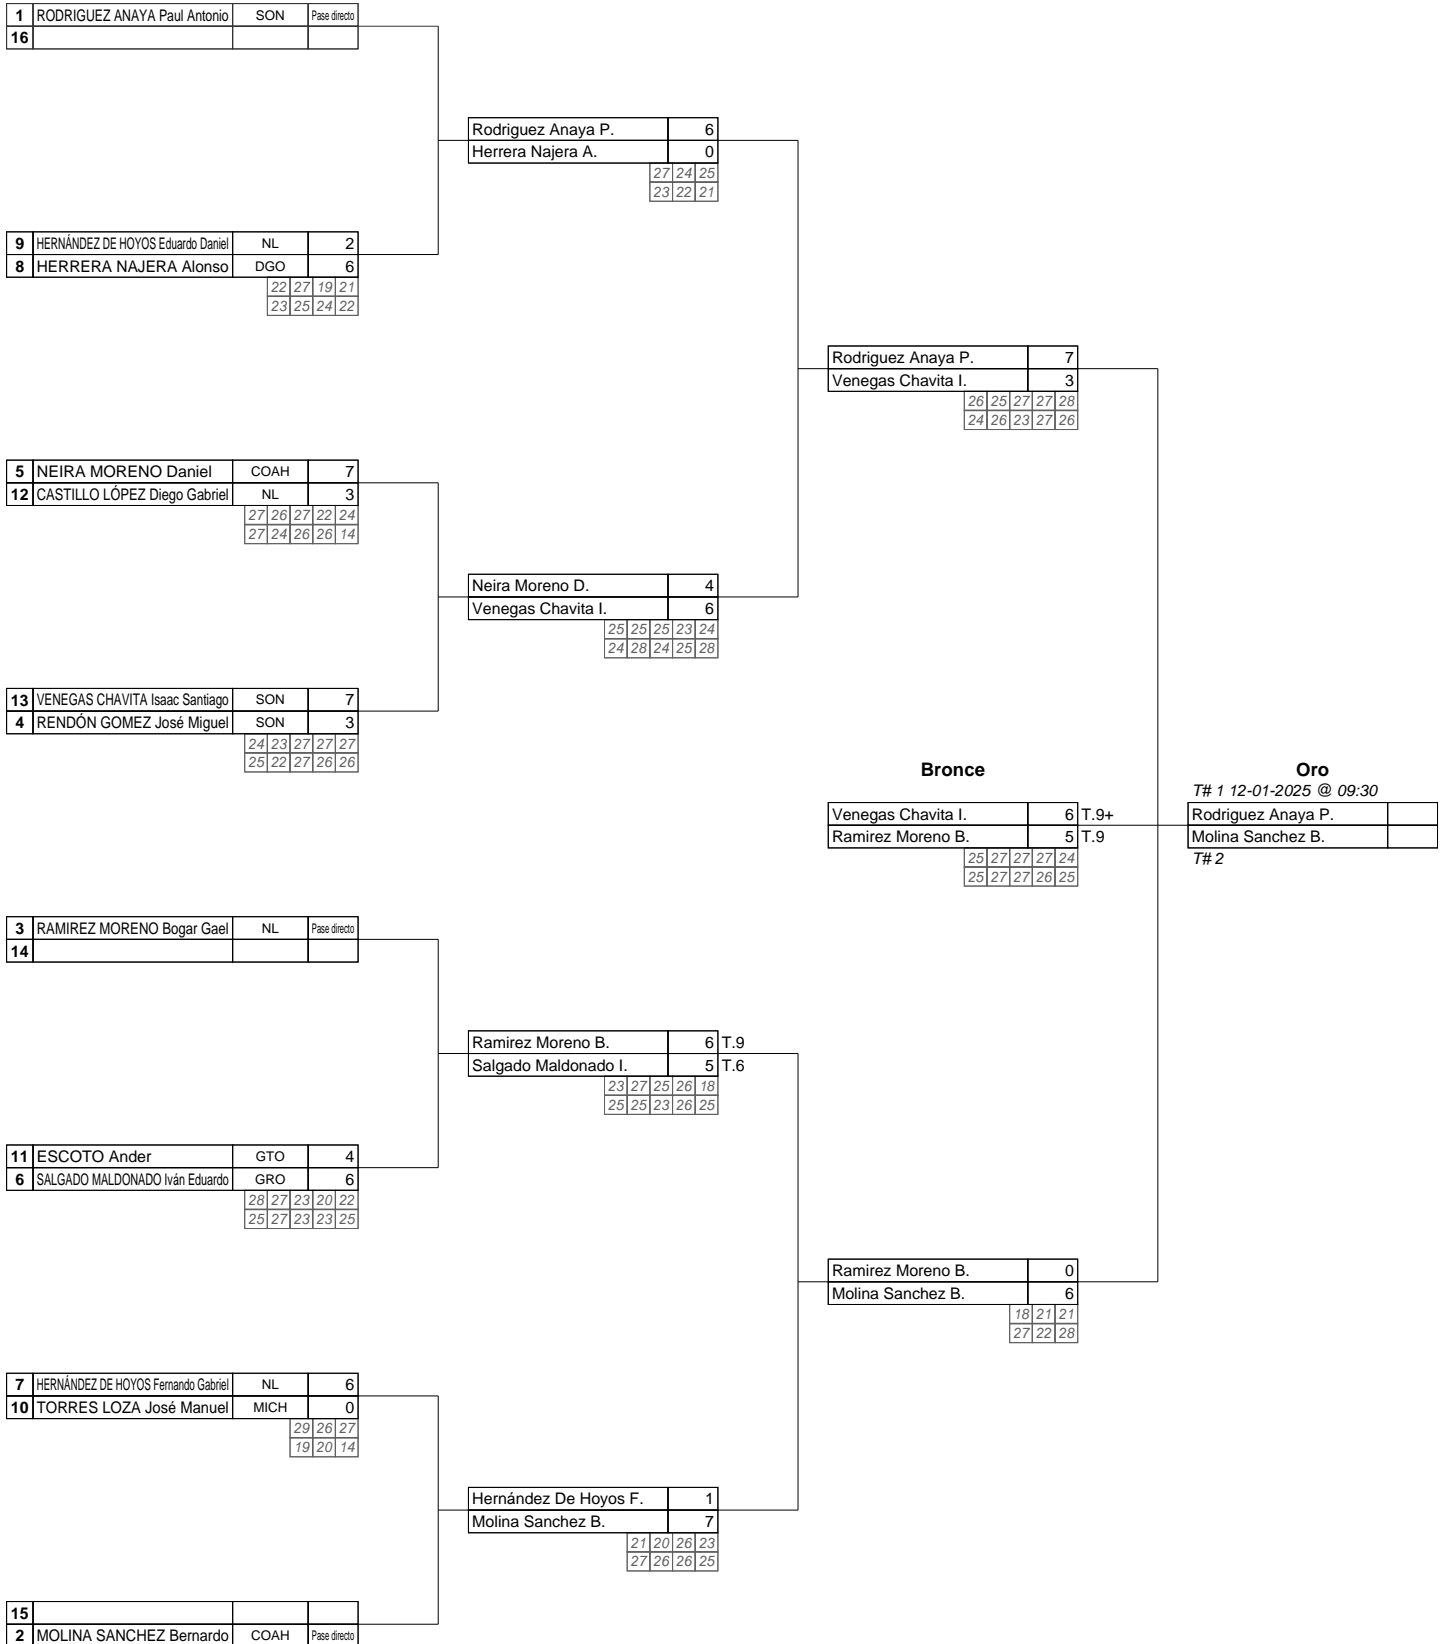 1 RODRIGUEZ ANAYA Paul Antonio SON Pase directo
16
Rodriguez Anaya P. 6
Herrera Najera A. 0
27 24 25
23 22 21
9 HERNÁNDEZ DE HOYOS Eduardo Daniel NL 2
8 HERRERA NAJERA Alonso DGO 6
22 27 19 21
23 25 24 22
Rodriguez Anaya P. 7
Venegas Chavita I. 3
26 25 27 27 28
24 26 23 27 26
5 NEIRA MORENO Daniel COAH 7
12 CASTILLO LÓPEZ Diego Gabriel NL 3
27 26 27 22 24
27 24 26 26 14
Neira Moreno D. 4
Venegas Chavita I. 6
25 25 25 23 24
24 28 24 25 28
13 VENEGAS CHAVITA Isaac Santiago SON 7
4 RENDÓN GOMEZ José Miguel SON 3
24 23 27 27 27
25 22 27 26 26
Bronce Oro
T# 1 12-01-2025 @ 09:30
Venegas Chavita I. 6 T.9+ Rodriguez Anaya P.
Ramirez Moreno B. 5 T.9 Molina Sanchez B.
25 27 27 27 24 T# 2
25 27 27 26 25
3 RAMIREZ MORENO Bogar Gael NL Pase directo
14
Ramirez Moreno B. 6 T.9
Salgado Maldonado I. 5 T.6
23 27 25 26 18
25 25 23 26 25
11 ESCOTO Ander GTO 4
6 SALGADO MALDONADO Iván Eduardo GRO 6
28 27 23 20 22
25 27 23 23 25
Ramirez Moreno B. 0
Molina Sanchez B. 6
18 21 21
27 22 28
7 HERNÁNDEZ DE HOYOS Fernando Gabriel NL 6
10 TORRES LOZA José Manuel MICH 0
29 26 27
19 20 14
Hernández De Hoyos F. 1
Molina Sanchez B. 7
21 20 26 23
27 26 26 25
15
2 MOLINA SANCHEZ Bernardo COAH Pase directo